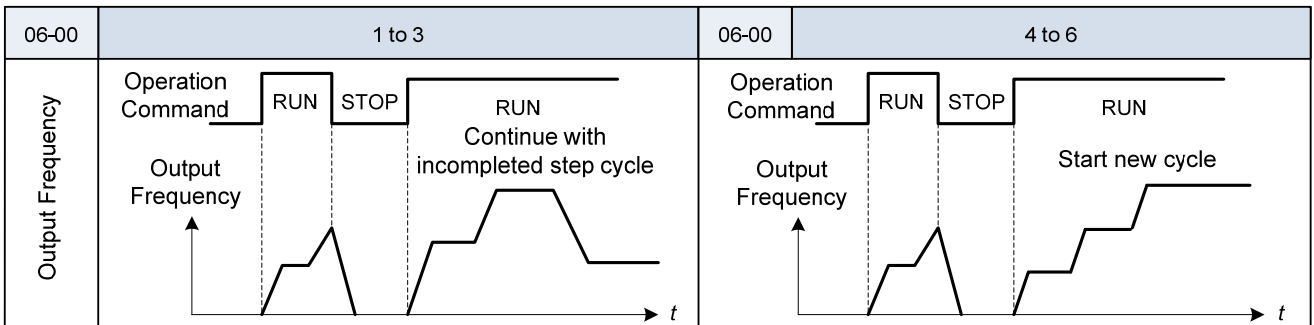 06-00
1 to 3
06-00
4 to 6
Output Frequency
Operation
Command
RUN
STOP
RUN
Continue with
incompleted step cycle
Output
Frequency
t
Operation
Command
RUN
STOP
RUN
Start new cycle
Output
Frequency
t